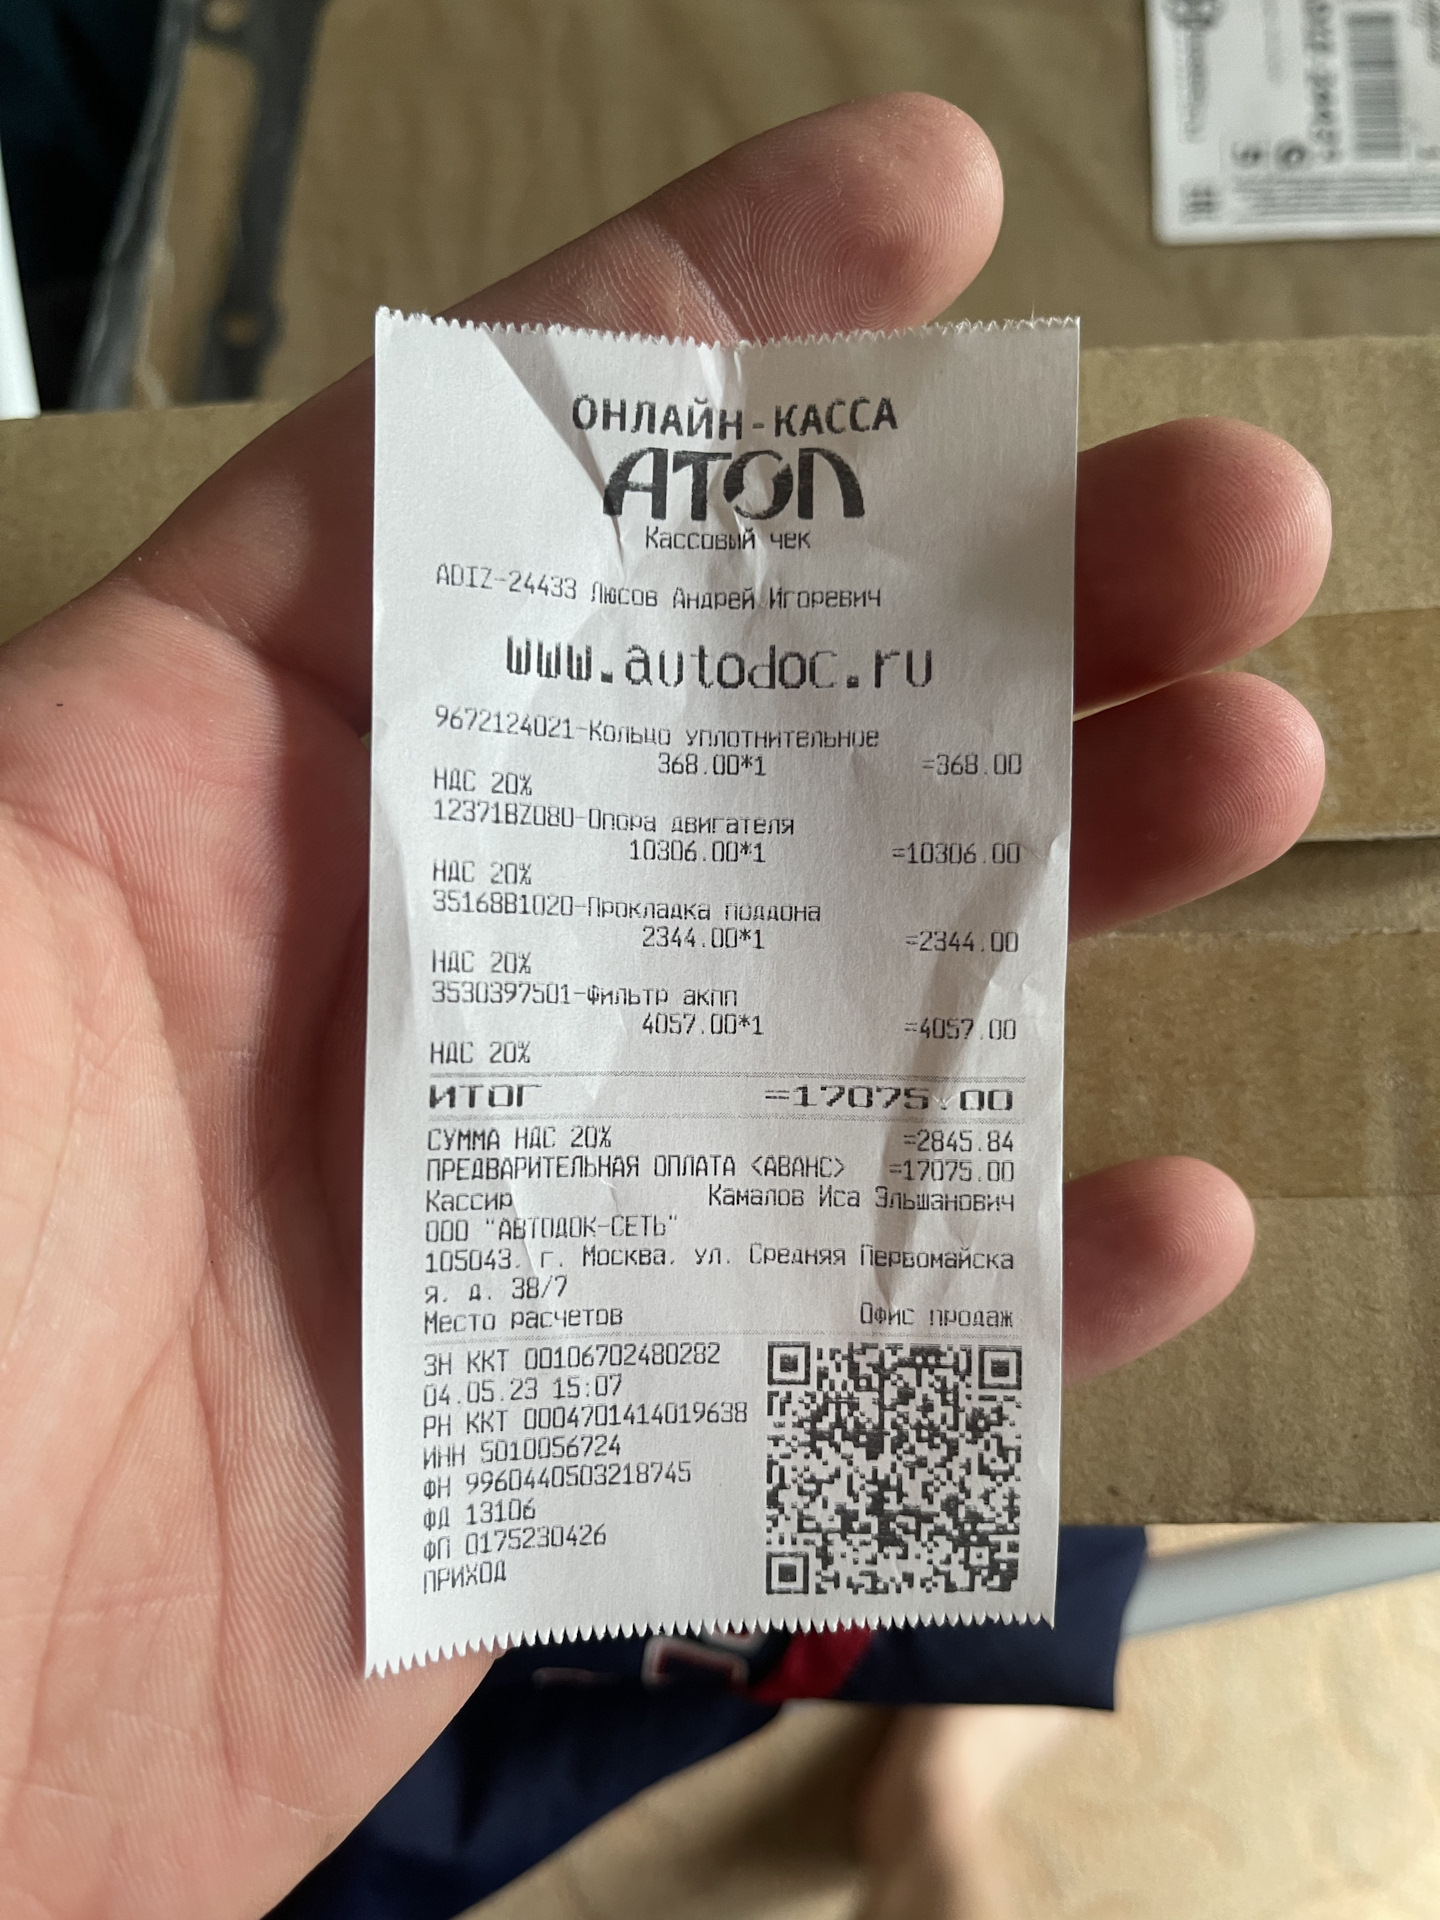 ОНЛАЙН-КАССА
АТОЛ
Кассовый чек
ADIZ-24433 Люсов Андрей Игоревич
www.autodoc.ru
9672124021-Кольцо уплотнительное
368.00*1 =368.00
НДС 20%
12371BZ080-Опора двигателя
10306.00*1 =10306.00
НДС 20%
35168B1020-Прокладка поддона
2344.00*1 =2344.00
НДС 20%
3530397501-Фильтр акпп
4057.00*1 =4057.00
НДС 20%
ИТОГ =17075.00
СУММА НДС 20% =2845.84
ПРЕДВАРИТЕЛЬНАЯ ОПЛАТА <АВАНС> =17075.00
Кассир Камалов Иса Эльшанович
ООО "АВТОДОК-СЕТЬ"
105043, г. Москва, ул. Средняя Первомайска
я, д. 38/7
Место расчетов Офис продаж
ЗН ККТ 00106702480282
04.05.23 15:07
РН ККТ 0004701414019638
ИНН 5010056724
ФН 9960440503218745
ФД 13106
ФП 0175230426
ПРИХОД